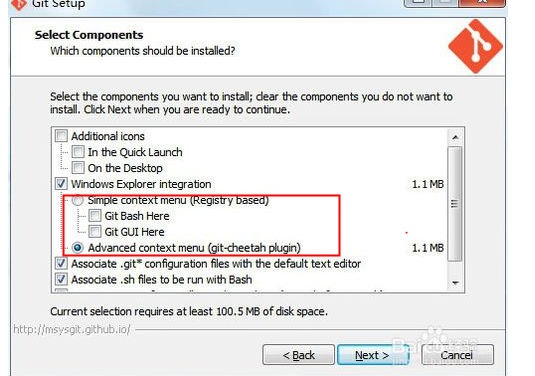 Git Setup
Select Components
Which components should be installed?
Select the components you want to install; clear the components you do not want to
install. Click Next when you are ready to continue.
Additional icons
In the Quick Launch
On the Desktop
Windows Explorer integration 1.1 MB
Simple context menu (Registry based)
Git Bash Here
Git GUI Here
Advanced context menu (git-cheetah plugin) 1.1 MB
Associate .git* configuration files with the default text editor
Associate .sh files to be run with Bash
Current selection requires at least 100.5 MB of disk space.
http://msysgit.github.io/
< Back
Next >
Cancel